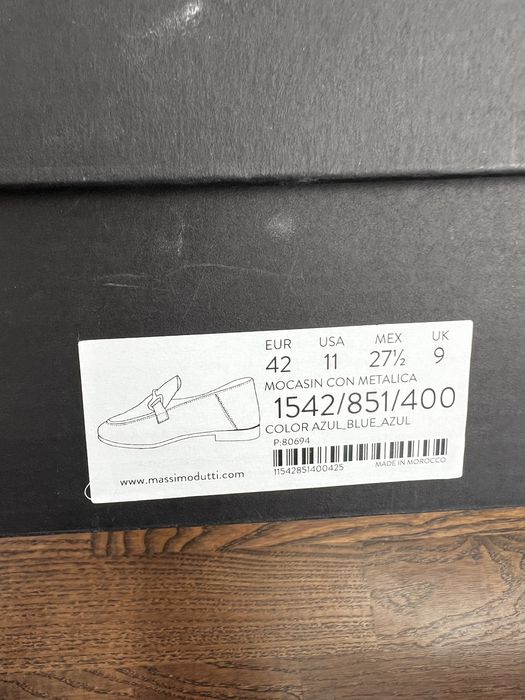 EUR USA MEX UK
42 11 27½ 9
MOCASIN CON METALICA
1542/851/400
COLOR AZUL_BLUE_AZUL
P:80694
11542851400425 MADE IN MOROCCO
www.massimodutti.com